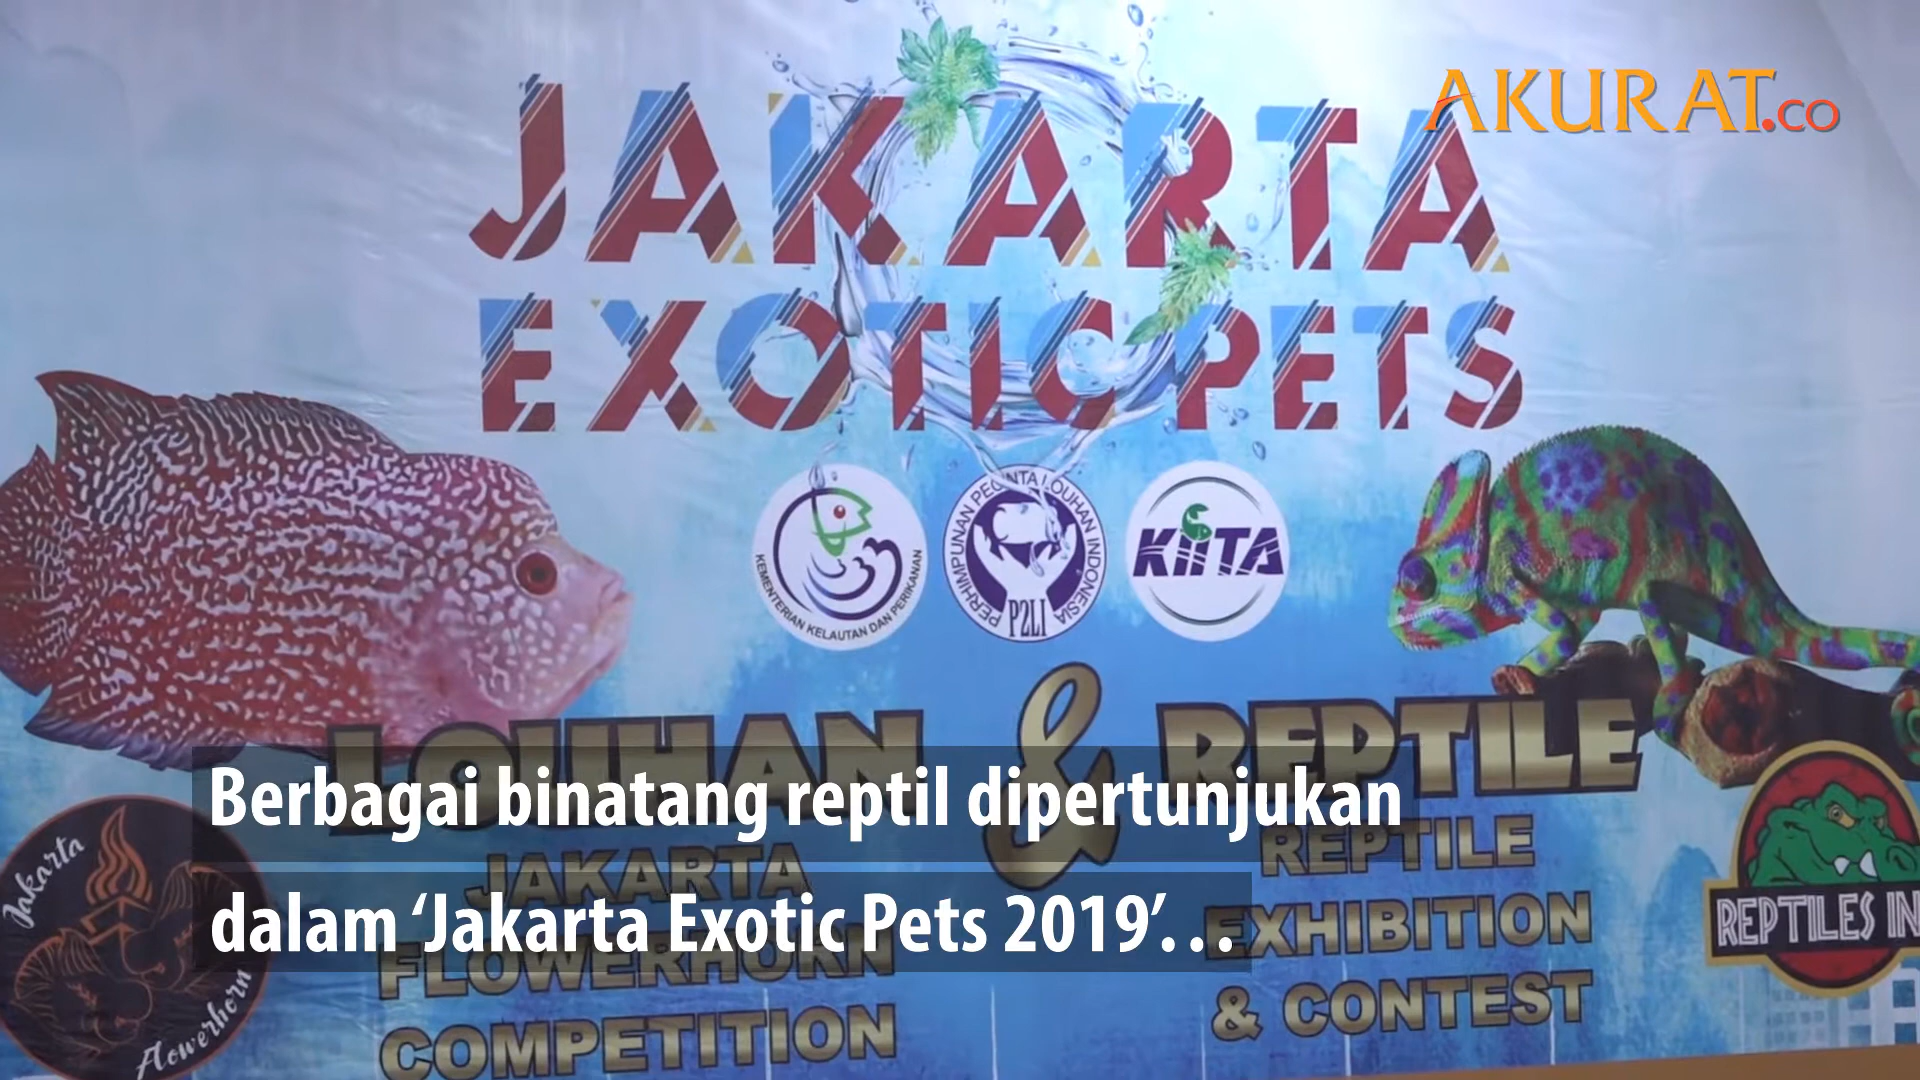 AKURAT.co
JAKARTA
EXOTIC PETS
KEMENTERIAN KELAUTAN DAN PERIKANAN
PERHIMPUNAN PECINTA LOUHAN INDONESIA
P2LI
KIITA
LOUHAN & REPTILE
Berbagai binatang reptil dipertunjukan
dalam ‘Jakarta Exotic Pets 2019’...
JAKARTA
FLOWERHORN
COMPETITION
REPTILE
EXHIBITION
& CONTEST
Jakarta
Flowerhorn
REPTILES IN